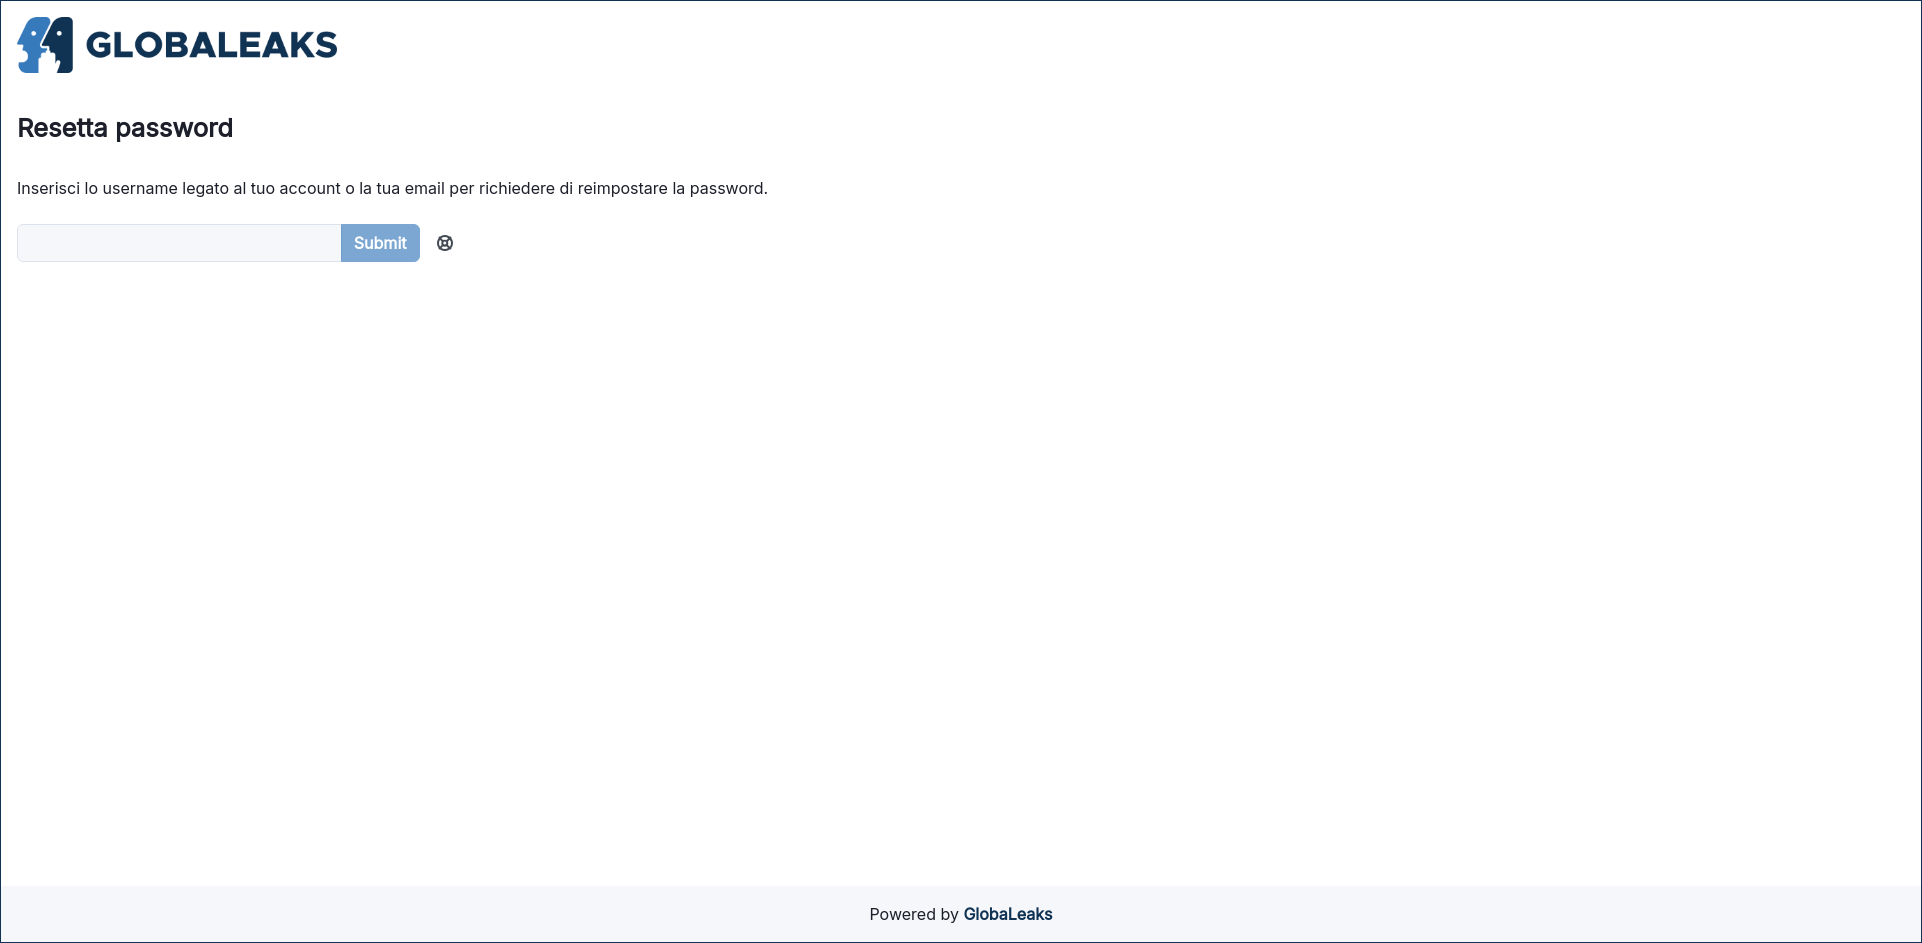 GLOBALEAKS
Resetta password
Inserisci lo username legato al tuo account o la tua email per richiedere di reimpostare la password.
Submit
Powered by GlobaLeaks